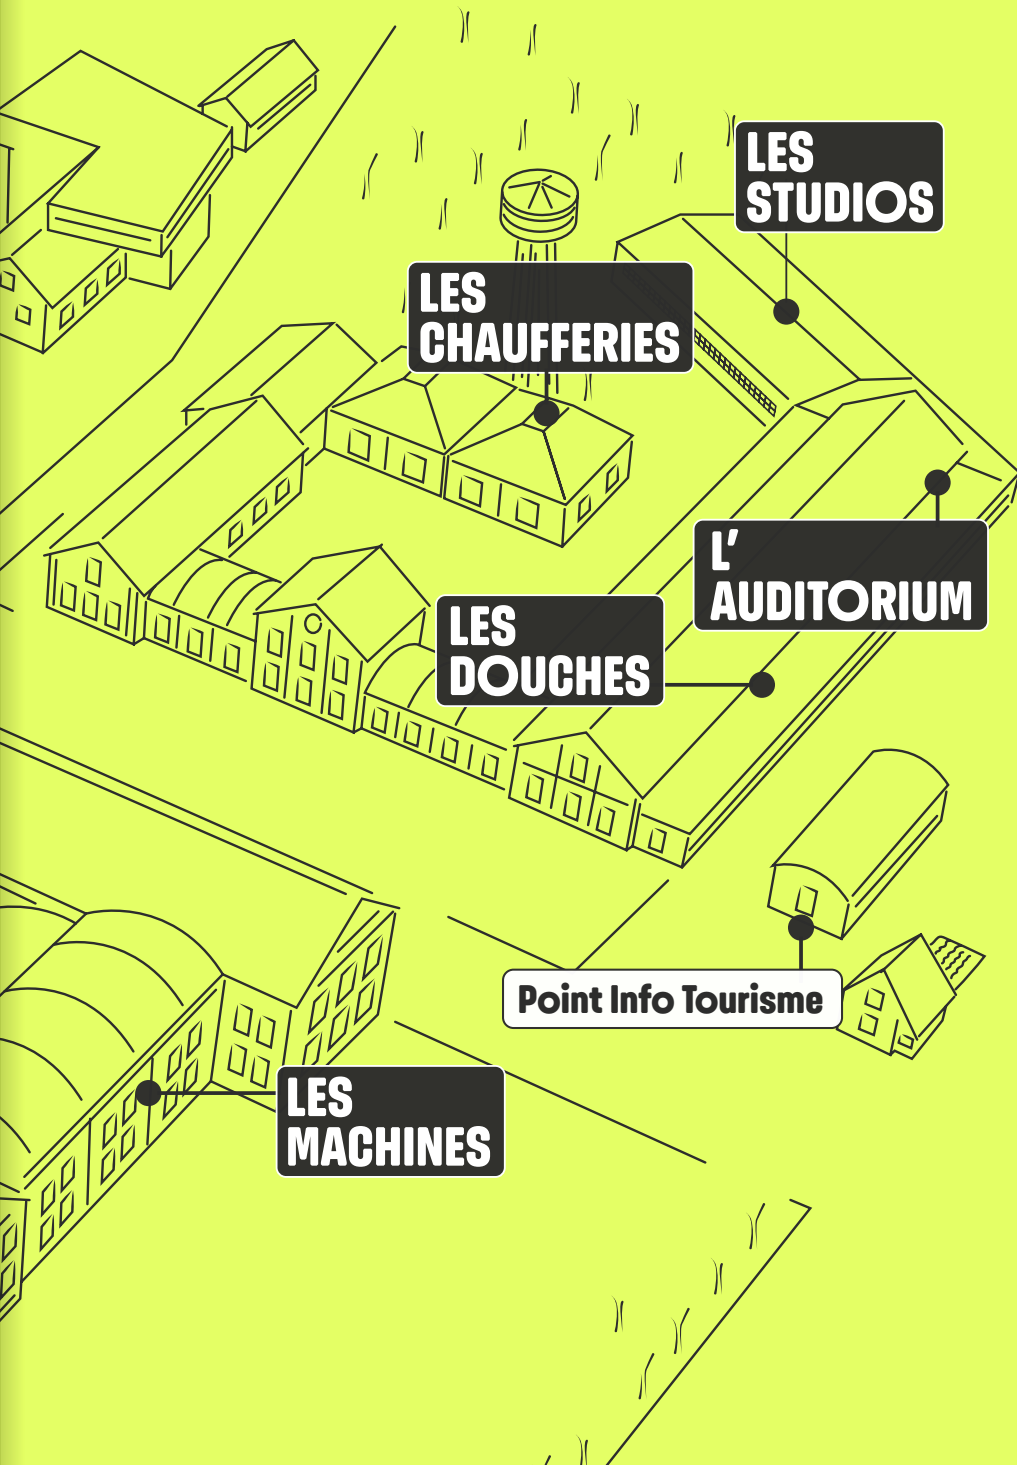 LES
STUDIOS
LES
CHAUFFERIES
L’
AUDITORIUM
LES
DOUCHES
Point Info Tourisme
LES
MACHINES